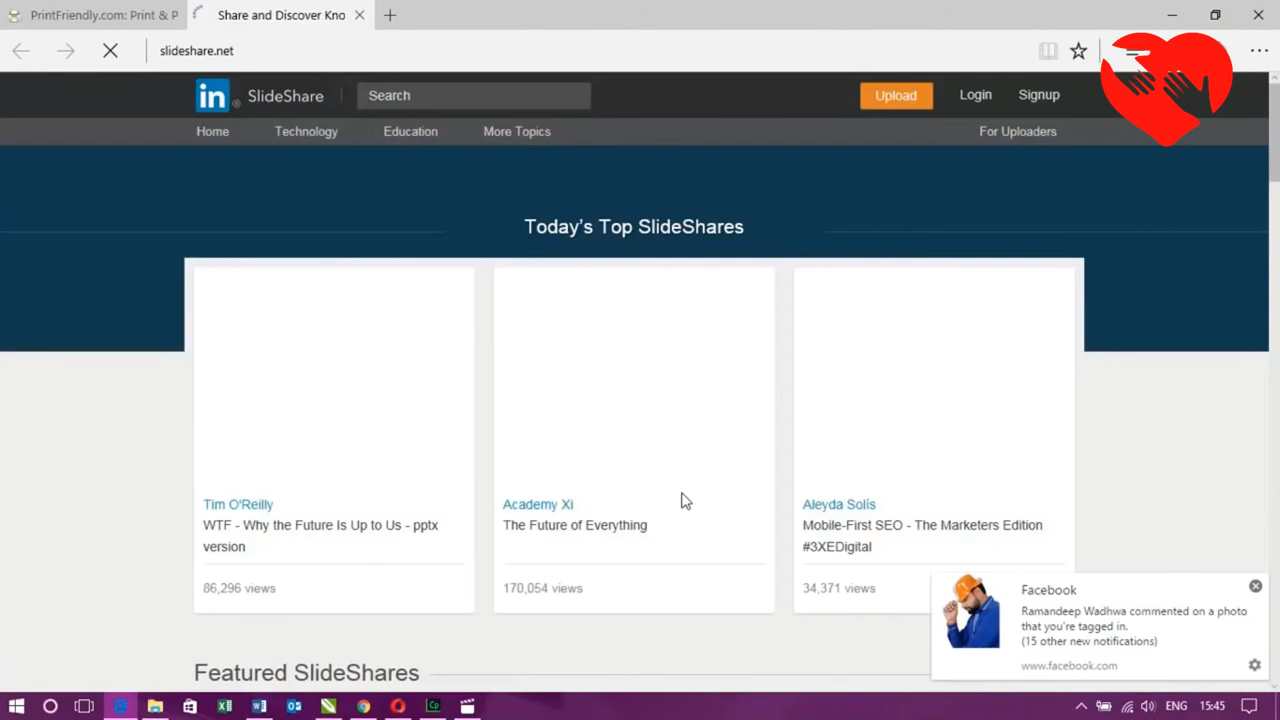 PrintFriendly.com: Print & P
Share and Discover Kno
slideshare.net
in SlideShare
Search
Upload
Login
Signup
Home
Technology
Education
More Topics
For Uploaders
Today's Top SlideShares
Tim O'Reilly
WTF - Why the Future Is Up to Us - pptx
version
86,296 views
Academy Xi
The Future of Everything
170,054 views
Aleyda Solís
Mobile-First SEO - The Marketers Edition
#3XEDigital
34,371 views
Featured SlideShares
Facebook
Ramandeep Wadhwa commented on a photo
that you're tagged in.
(15 other new notifications)
www.facebook.com
ENG
15:45